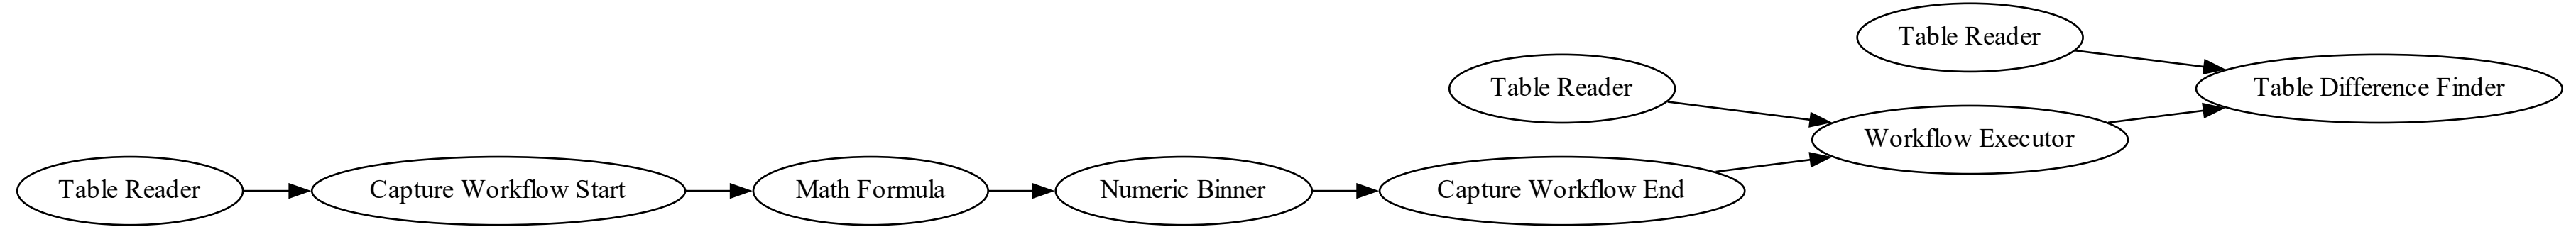 Table Reader
Table Reader
Table Difference Finder
Workflow Executor
Table Reader
Capture Workflow Start
Math Formula
Numeric Binner
Capture Workflow End